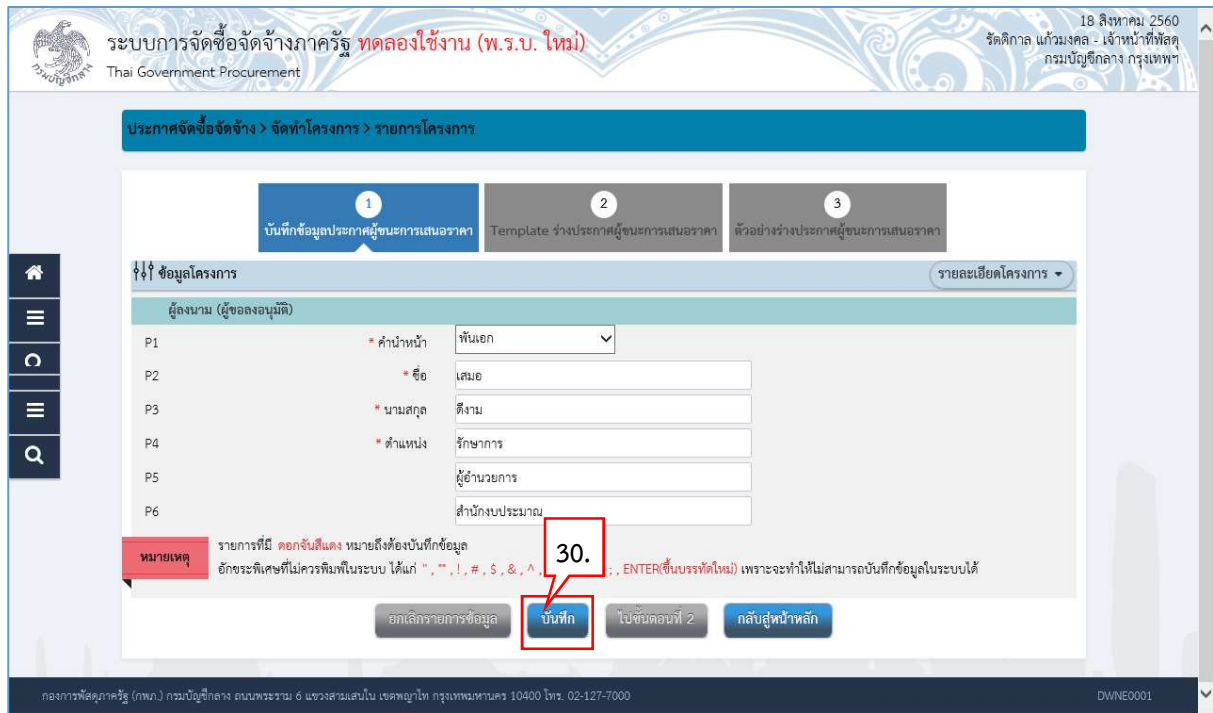 18 สิงหาคม 2560
ระบบการจัดซื้อจัดจ้างภาครัฐ ทดลองใช้งาน (พ.ร.บ. ใหม่)
รัตติกาล แก้วมงคล - เจ้าหน้าที่พัสดุ
Thai Government Procurement
กรมบัญชีกลาง กรุงเทพฯ
ประกาศจัดซื้อจัดจ้าง > จัดทำโครงการ > รายการโครงการ
1 2 3
บันทึกข้อมูลประกาศผู้ชนะการเสนอราคา Template ร่างประกาศผู้ชนะการเสนอราคา ตัวอย่างร่างประกาศผู้ชนะการเสนอราคา
ข้อมูลโครงการ รายละเอียดโครงการ
ผู้ลงนาม (ผู้ขอลงอนุมัติ)
P1 * คำนำหน้า พันเอก
P2 * ชื่อ เสมอ
P3 * นามสกุล ดีงาม
P4 * ตำแหน่ง รักษาการ
P5 ผู้อำนวยการ
P6 สำนักงบประมาณ
รายการที่มี ดอกจันสีแดง หมายถึงต้องบันทึกข้อมูล
หมายเหตุ
อักขระพิเศษที่ไม่ควรพิมพ์ในระบบ ได้แก่ " , "" , ! , # , $ , & , ^ , ; , ENTER(ขึ้นบรรทัดใหม่) เพราะจะทำให้ไม่สามารถบันทึกข้อมูลในระบบได้
30.
ยกเลิกรายการข้อมูล บันทึก ไปขั้นตอนที่ 2 กลับสู่หน้าหลัก
กองการพัสดุภาครัฐ (กพภ.) กรมบัญชีกลาง ถนนพระราม 6 แขวงสามเสนใน เขตพญาไท กรุงเทพมหานคร 10400 โทร. 02-127-7000 DWNE0001